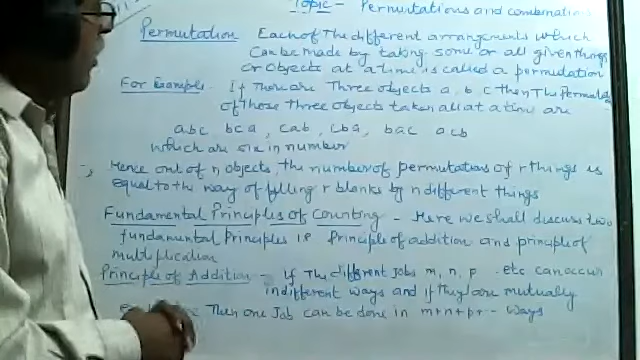 Topic - Permutations and combination
Permutation Each of the different arrangements which
can be made by taking some or all given things
or objects at a time is called a permutation
For Example. If There are Three objects a, b, c then The Permuta
of those three objects taken all at a time are
abc, bca, cab, cba, bac acb
which are six in number
Hence out of n objects, the number of permutations of r things is
equal to the way of filling r blanks by n different things
Fundamental Principles of Counting - Here we shall discuss two
fundamental Principles i.e Principle of addition and principle of
multiplication
Principle of Addition - if The different Jobs m, n, p - etc can occur
in different ways and if they are mutually
Then one Job can be done in m+n+p+-- ways